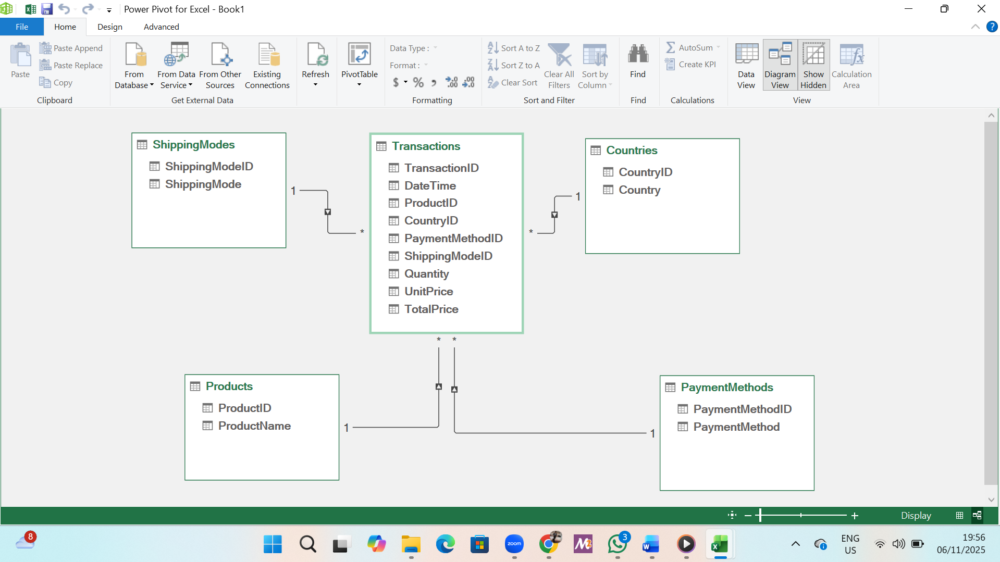 Power Pivot for Excel - Book1
File
Home
Design
Advanced
?
Paste
Paste Append
Paste Replace
Copy
Clipboard
From Database
From Data Service
From Other Sources
Existing Connections
Get External Data
Refresh
PivotTable
Data Type :
Format :
$ % , .00 .00
Formatting
Sort A to Z
Sort Z to A
Clear Sort
Clear All Filters
Sort by Column
Sort and Filter
Find
Find
AutoSum
Create KPI
Calculations
Data View
Diagram View
Show Hidden
Calculation Area
View
ShippingModes
ShippingModeID
ShippingMode
1
*
Transactions
TransactionID
DateTime
ProductID
CountryID
PaymentMethodID
ShippingModeID
Quantity
UnitPrice
TotalPrice
Countries
CountryID
Country
1
*
* *
Products
ProductID
ProductName
1
PaymentMethods
PaymentMethodID
PaymentMethod
1
Display
8
zoom
M2
3
W
X
ENG
US
19:56
06/11/2025